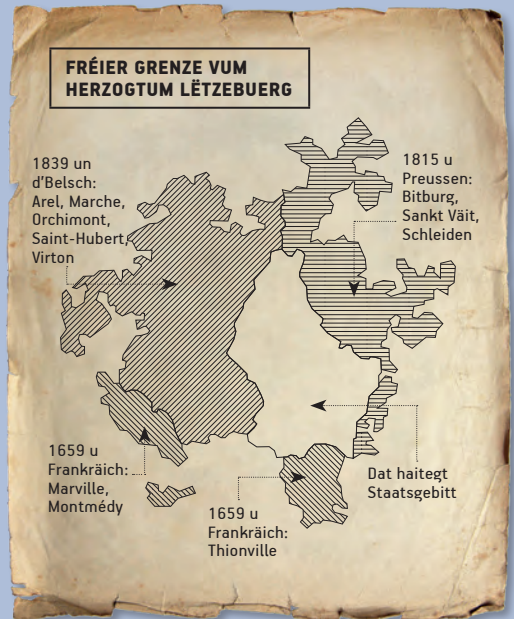 FRÉIER GRENZE VUM
HERZOGTUM LËTZEBUERG
1839 un
d'Belsch:
Arel, Marche,
Orchimont,
Saint-Hubert,
Virton
1815 u
Preussen:
Bitburg,
Sankt Väit,
Schleiden
1659 u
Frankräich:
Marville,
Montmédy
1659 u
Frankräich:
Thionville
Dat haitegt
Staatsgebitt